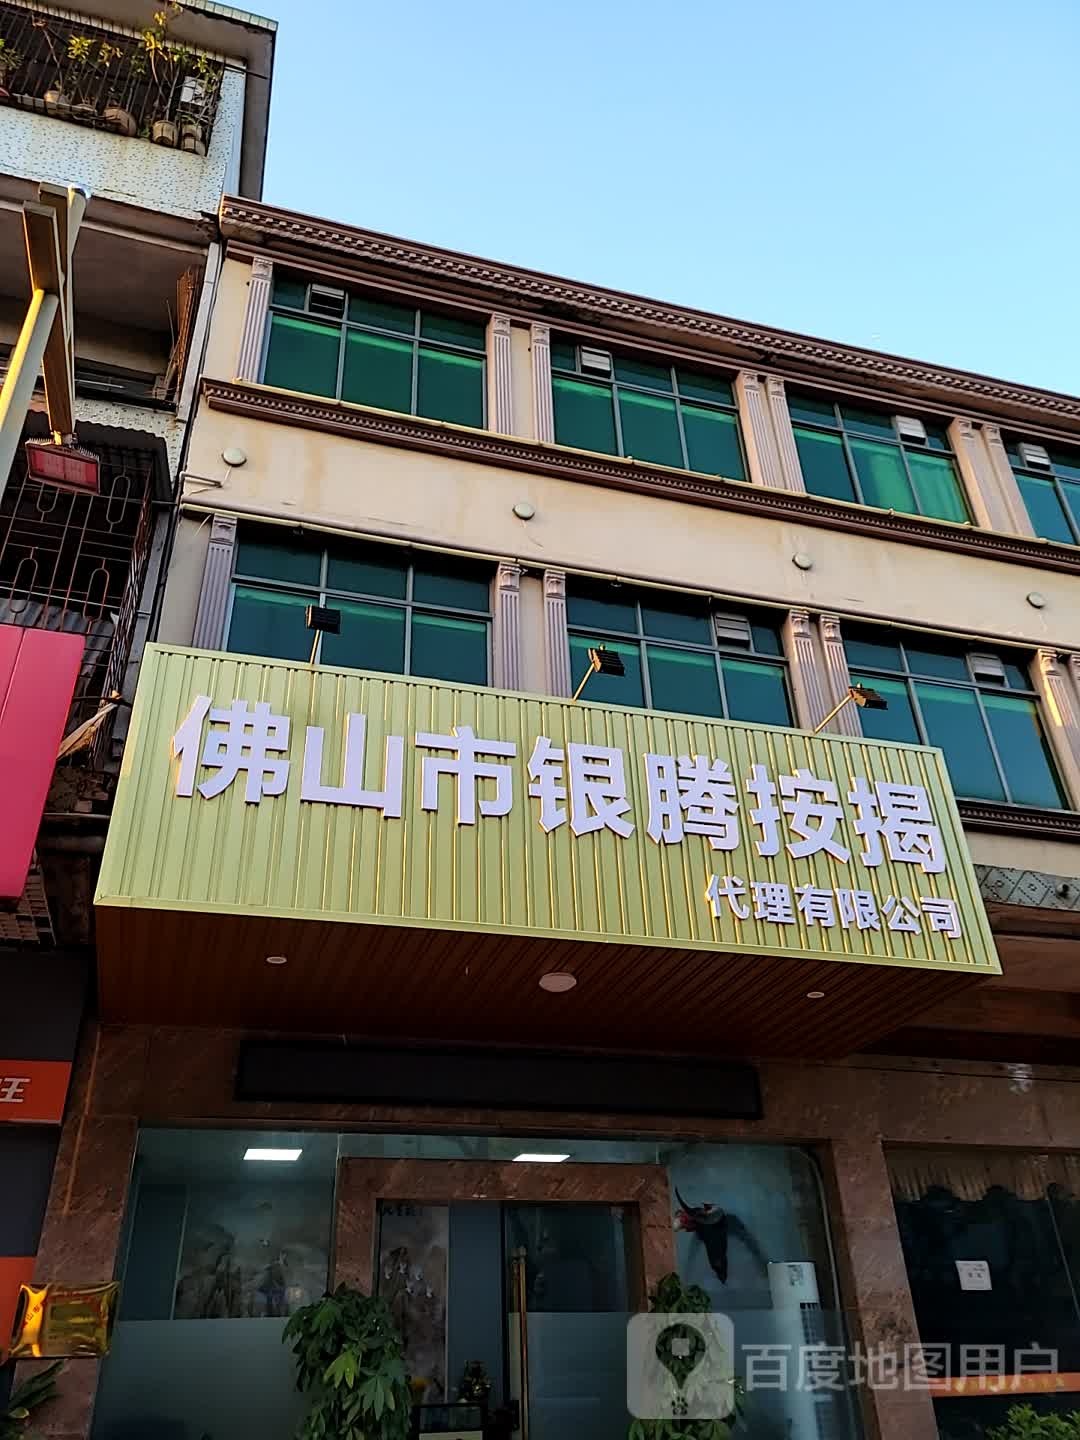 佛山市银腾按揭
代理有限公司
王
百度地图用户